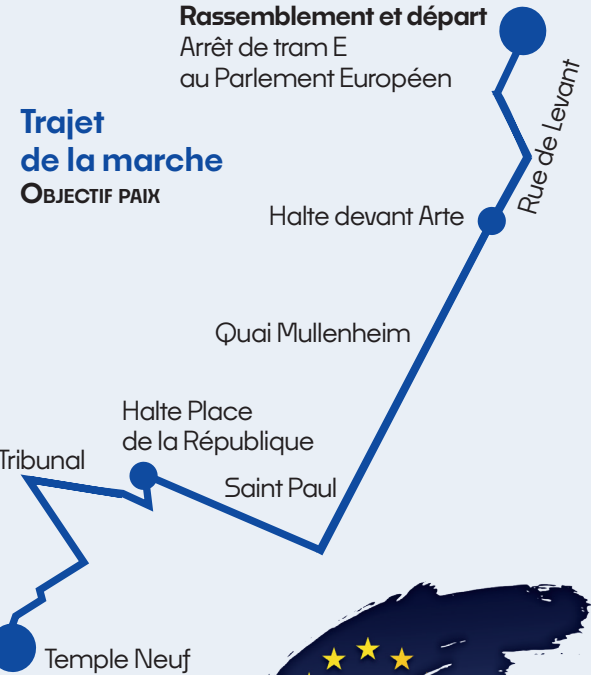 Rassemblement et départ
Arrêt de tram E
au Parlement Européen
Trajet
de la marche
OBJECTIF PAIX
Rue de Levant
Halte devant Arte
Quai Mullenheim
Halte Place
de la République
Tribunal
Saint Paul
Temple Neuf